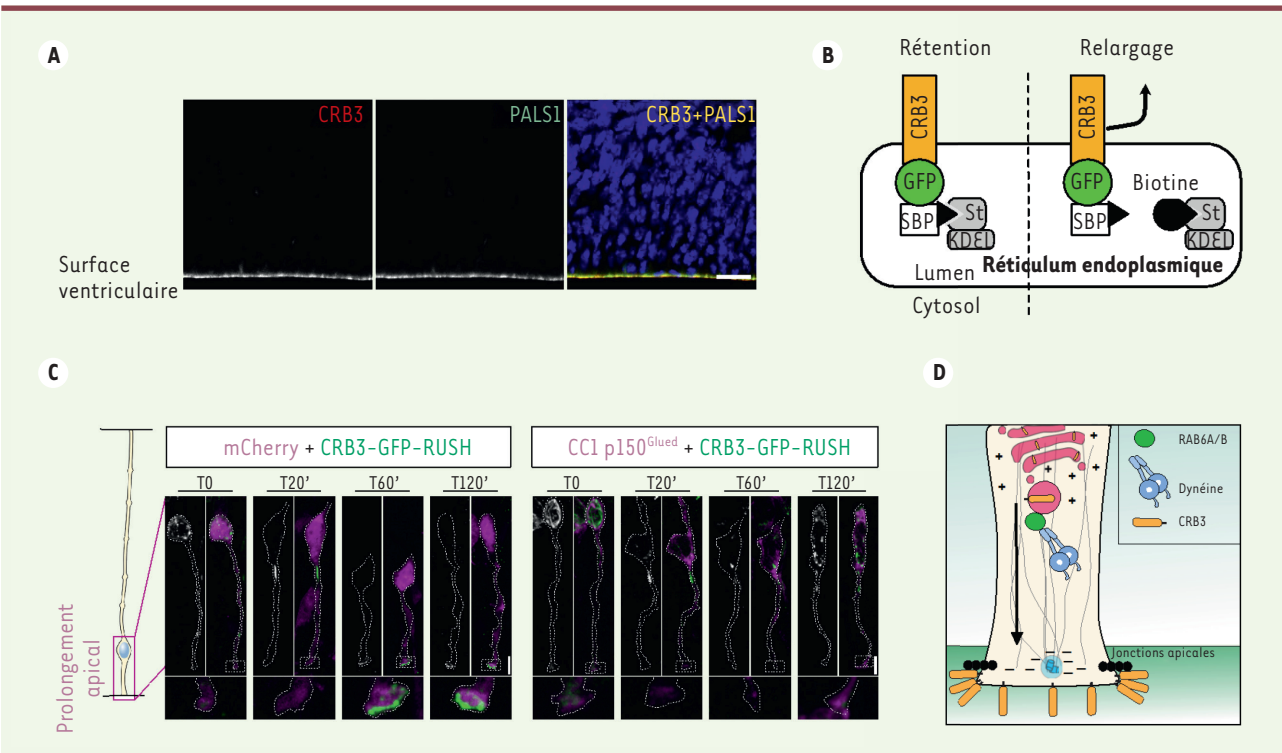 A
CRB3
PALS1
CRB3+PALS1
Surface
ventriculaire
B
Rétention
Relargage
CRB3
CRB3
GFP
GFP
Biotine
SBP
St
SBP
St
KDEL
KDEL
Lumen
Réticulum endoplasmique
Cytosol
C
mCherry + CRB3-GFP-RUSH
CC1 p150Glued + CRB3-GFP-RUSH
T0
T20’
T60’
T120’
T0
T20’
T60’
T120’
Prolongement
apical
D
RAB6A/B
Dynéine
CRB3
+
+
+
+
+
+
+
Jonctions apicales